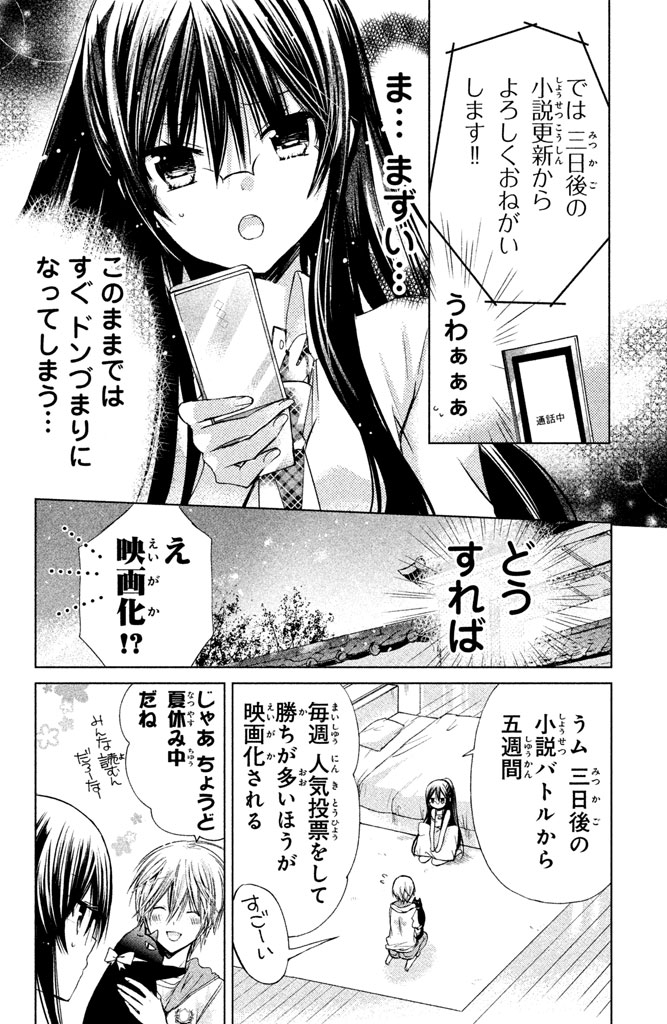 では 三日後の
小説更新から
よろしくおねがい
します!!
うわぁぁぁ
通話中
ま… まずい…
このままでは
すぐ ドンづまりに
なってしまう…
どう
すれば
え
映画化!?
うム 三日後の
小説バトルから
五週間
毎週 人気投票をして
勝ちが多いほうが
映画化される
すごーい
じゃあ ちょうど
夏休み中
だね
みんな読むん
だろーなー